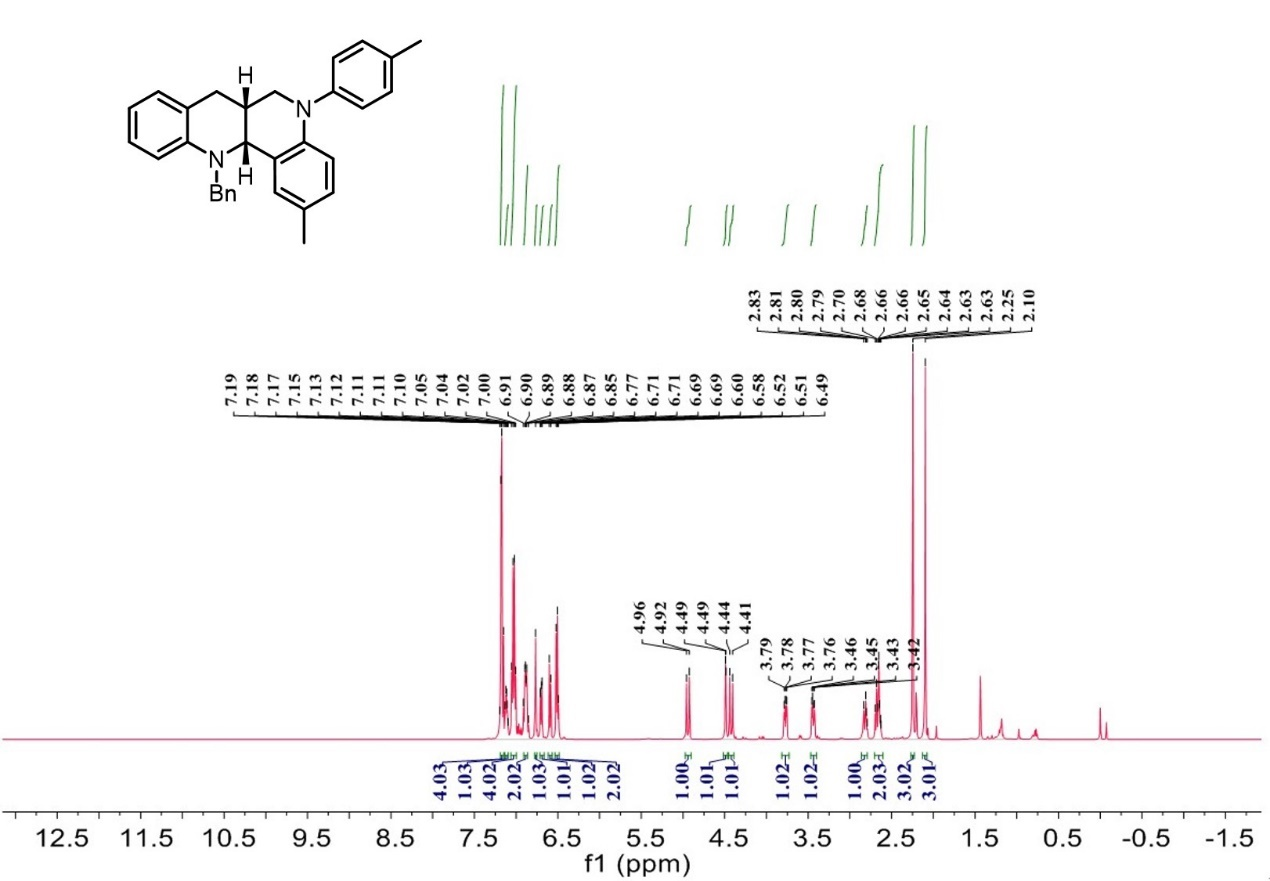 H
N
N
H
Bn
2.83 2.81 2.80 2.79 2.70 2.68 2.66 2.66 2.65 2.64 2.63 2.63 2.25 2.10
7.19 7.18 7.17 7.15 7.13 7.12 7.11 7.11 7.10 7.05 7.04 7.02 7.00 6.91 6.90 6.89 6.88 6.87 6.85 6.77 6.71 6.71 6.69 6.69 6.60 6.58 6.52 6.51 6.49
4.96 4.92 4.49 4.49 4.44 4.41
3.79 3.78 3.77 3.76 3.46 3.45 3.43 3.42
4.03 1.03 4.02 2.02 1.03 1.01 1.02 2.02 1.00 1.01 1.01 1.02 1.02 1.00 2.03 3.02 3.01
12.5 11.5 10.5 9.5 8.5 7.5 6.5 5.5 4.5 3.5 2.5 1.5 0.5 -0.5 -1.5
f1 (ppm)